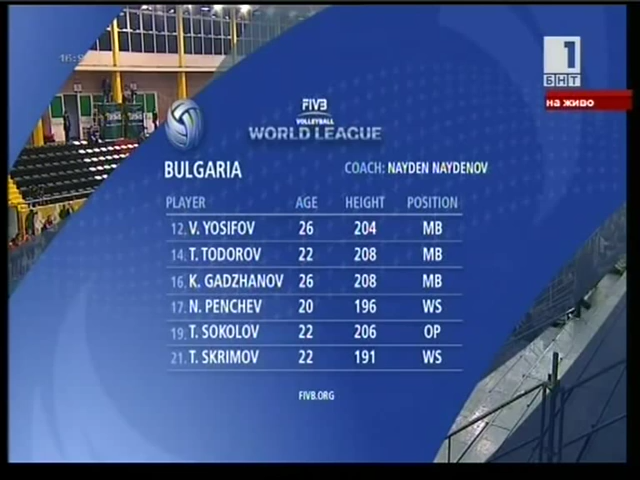 1
БНТ
на живо
FIVB
VOLLEYBALL
WORLD LEAGUE
BULGARIA COACH: NAYDEN NAYDENOV
PLAYER AGE HEIGHT POSITION
12. V. YOSIFOV 26 204 MB
14. T. TODOROV 22 208 MB
16. K. GADZHANOV 26 208 MB
17. N. PENCHEV 20 196 WS
19. T. SOKOLOV 22 206 OP
21. T. SKRIMOV 22 191 WS
FIVB.ORG